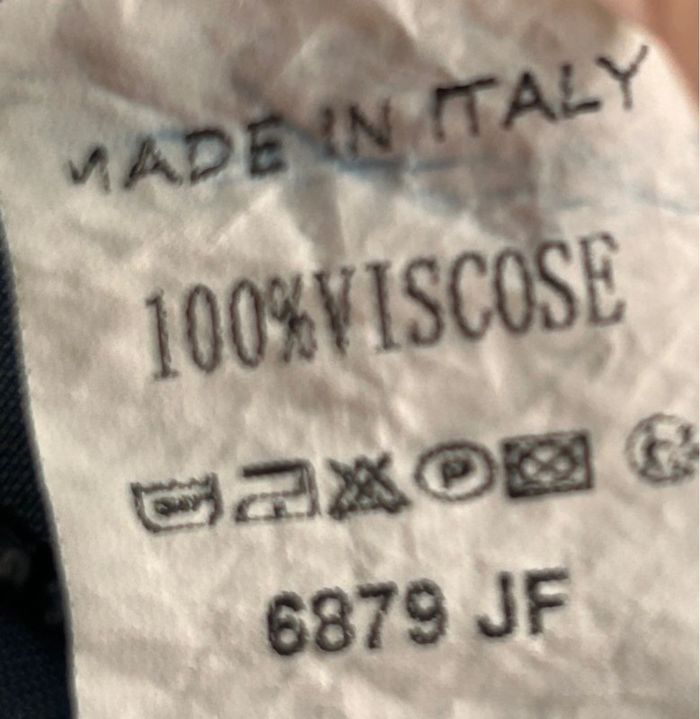 MADE IN ITALY
100%VISCOSE
P
6879 JF